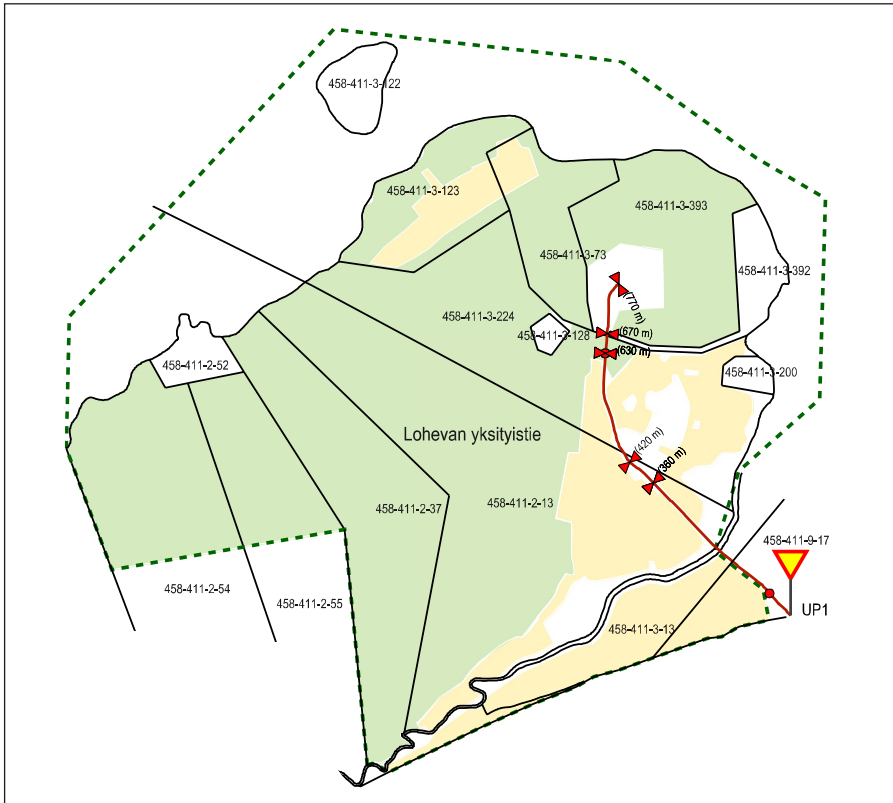 458-411-3-122
458-411-3-123
458-411-3-393
458-411-3-73
458-411-3-392
(770 m)
458-411-3-224
458-411-3-128
(670 m)
(630 m)
458-411-2-52
458-411-3-200
Lohevan yksityistie
(420 m)
(360 m)
458-411-2-37
458-411-2-13
458-411-9-17
458-411-2-54
458-411-2-55
UP1
458-411-3-13